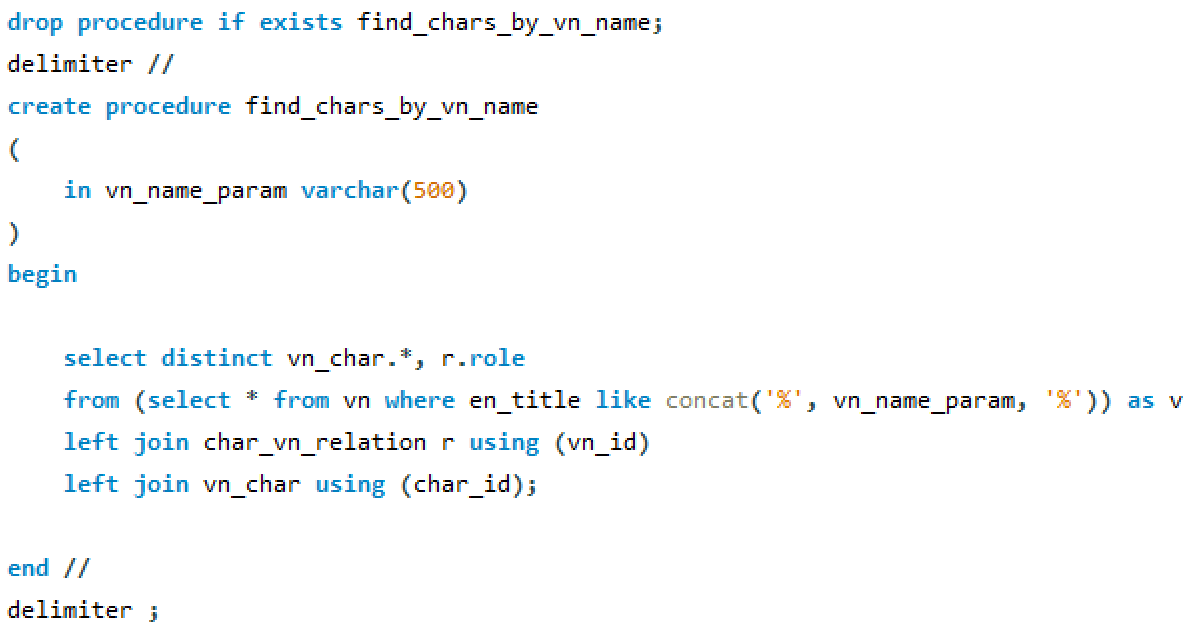 drop procedure if exists find_chars_by_vn_name;
delimiter //
create procedure find_chars_by_vn_name
(
    in vn_name_param varchar(500)
)
begin

    select distinct vn_char.*, r.role
    from (select * from vn where en_title like concat('%', vn_name_param, '%')) as v
    left join char_vn_relation r using (vn_id)
    left join vn_char using (char_id);

end //
delimiter ;